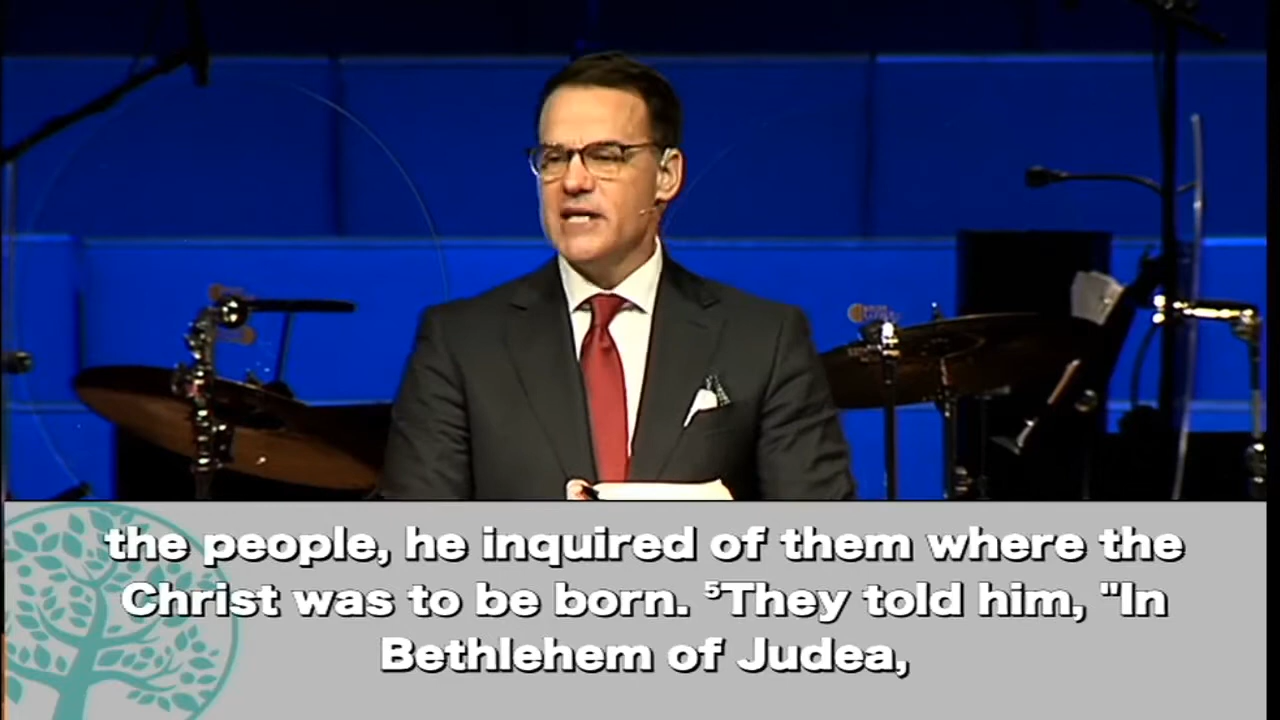 the people, he inquired of them where the
Christ was to be born. ⁵They told him, "In
Bethlehem of Judea,